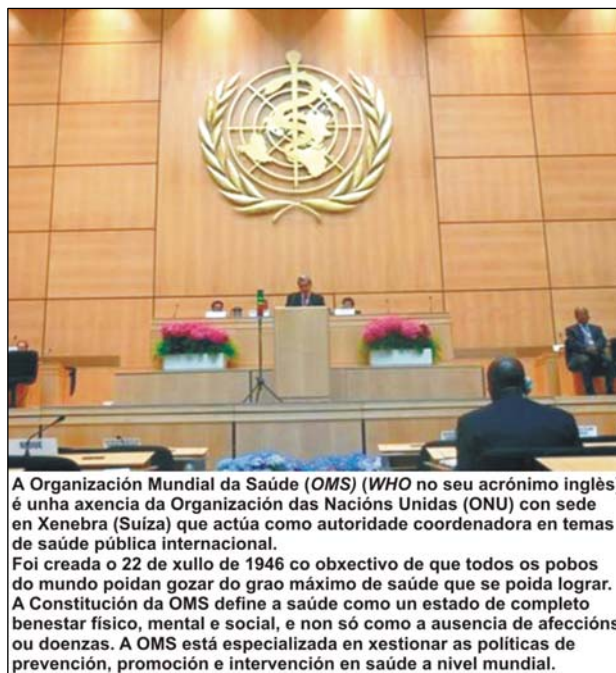 A Organización Mundial da Saúde (OMS) (WHO no seu acrónimo inglès
é unha axencia da Organización das Nacións Unidas (ONU) con sede
en Xenebra (Suíza) que actúa como autoridade coordenadora en temas
de saúde pública internacional.
Foi creada o 22 de xullo de 1946 co obxectivo de que todos os pobos
do mundo poidan gozar do grao máximo de saúde que se poida lograr.
A Constitución da OMS define a saúde como un estado de completo
benestar físico, mental e social, e non só como a ausencia de afeccións
ou doenzas. A OMS está especializada en xestionar as políticas de
prevención, promoción e intervención en saúde a nivel mundial.